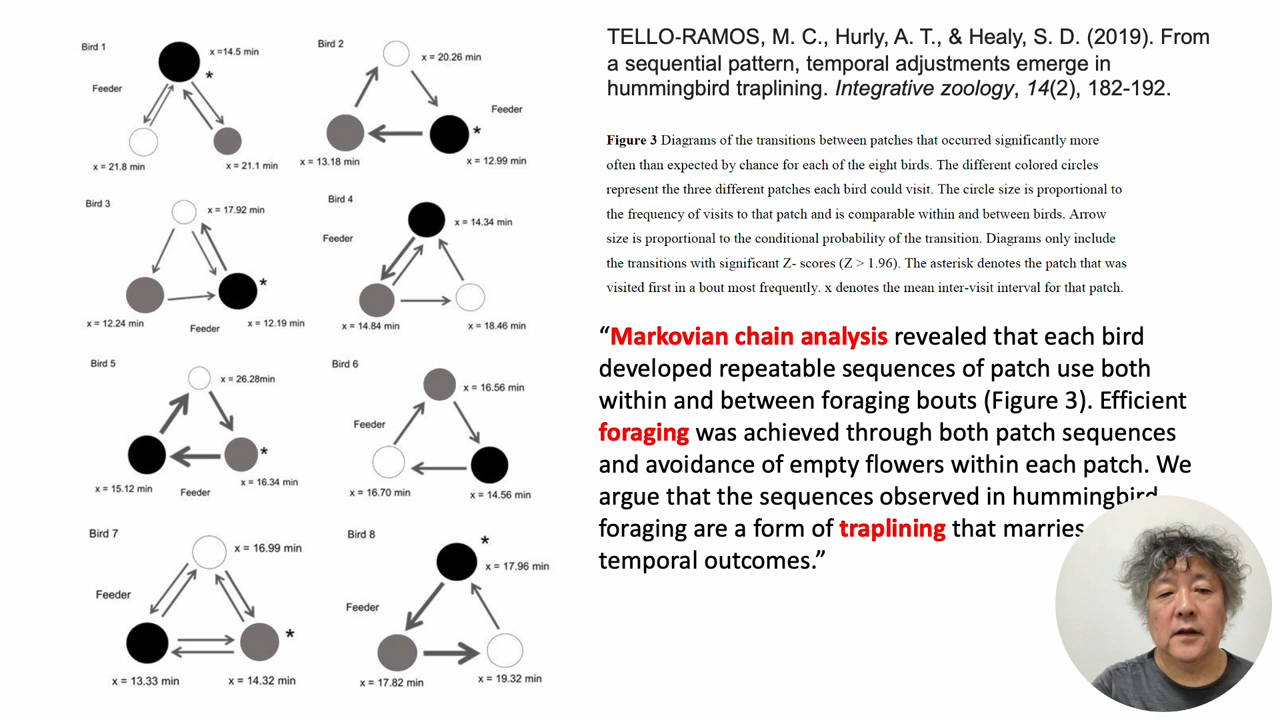 Bird 1
x =14.5 min
*
Feeder
x = 21.8 min
x = 21.1 min
Bird 2
x = 20.26 min
Feeder
*
x = 13.18 min
x = 12.99 min
Bird 3
x = 17.92 min
*
x = 12.24 min
Feeder
x = 12.19 min
Bird 4
x = 14.34 min
Feeder
x = 14.84 min
x = 18.46 min
Bird 5
x = 26.28min
*
x = 15.12 min
Feeder
x = 16.34 min
Bird 6
x = 16.56 min
Feeder
x = 16.70 min
x = 14.56 min
Bird 7
x = 16.99 min
Feeder
*
x = 13.33 min
x = 14.32 min
Bird 8
*
x = 17.96 min
Feeder
x = 17.82 min
x = 19.32 min
TELLO-RAMOS, M. C., Hurly, A. T., & Healy, S. D. (2019). From
a sequential pattern, temporal adjustments emerge in
hummingbird traplining. Integrative zoology, 14(2), 182-192.
Figure 3 Diagrams of the transitions between patches that occurred significantly more
often than expected by chance for each of the eight birds. The different colored circles
represent the three different patches each bird could visit. The circle size is proportional to
the frequency of visits to that patch and is comparable within and between birds. Arrow
size is proportional to the conditional probability of the transition. Diagrams only include
the transitions with significant Z- scores (Z > 1.96). The asterisk denotes the patch that was
visited first in a bout most frequently. x denotes the mean inter-visit interval for that patch.
“Markovian chain analysis revealed that each bird
developed repeatable sequences of patch use both
within and between foraging bouts (Figure 3). Efficient
foraging was achieved through both patch sequences
and avoidance of empty flowers within each patch. We
argue that the sequences observed in hummingbird
foraging are a form of traplining that marries
temporal outcomes.”